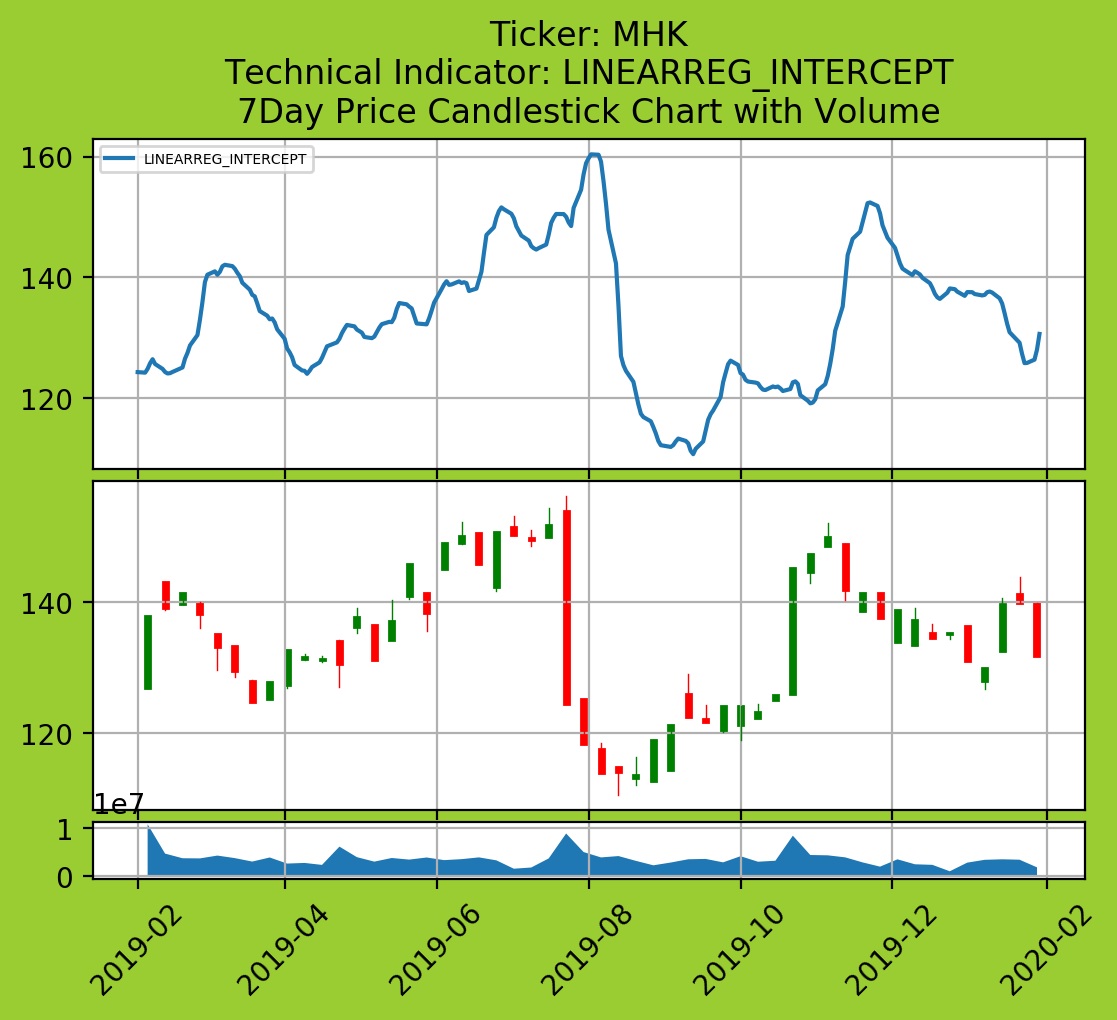 Ticker: MHK
Technical Indicator: LINEARREG_INTERCEPT
7Day Price Candlestick Chart with Volume
LINEARREG_INTERCEPT
160
140
120
140
120
1e7
1
0
2019-02
2019-04
2019-06
2019-08
2019-10
2019-12
2020-02